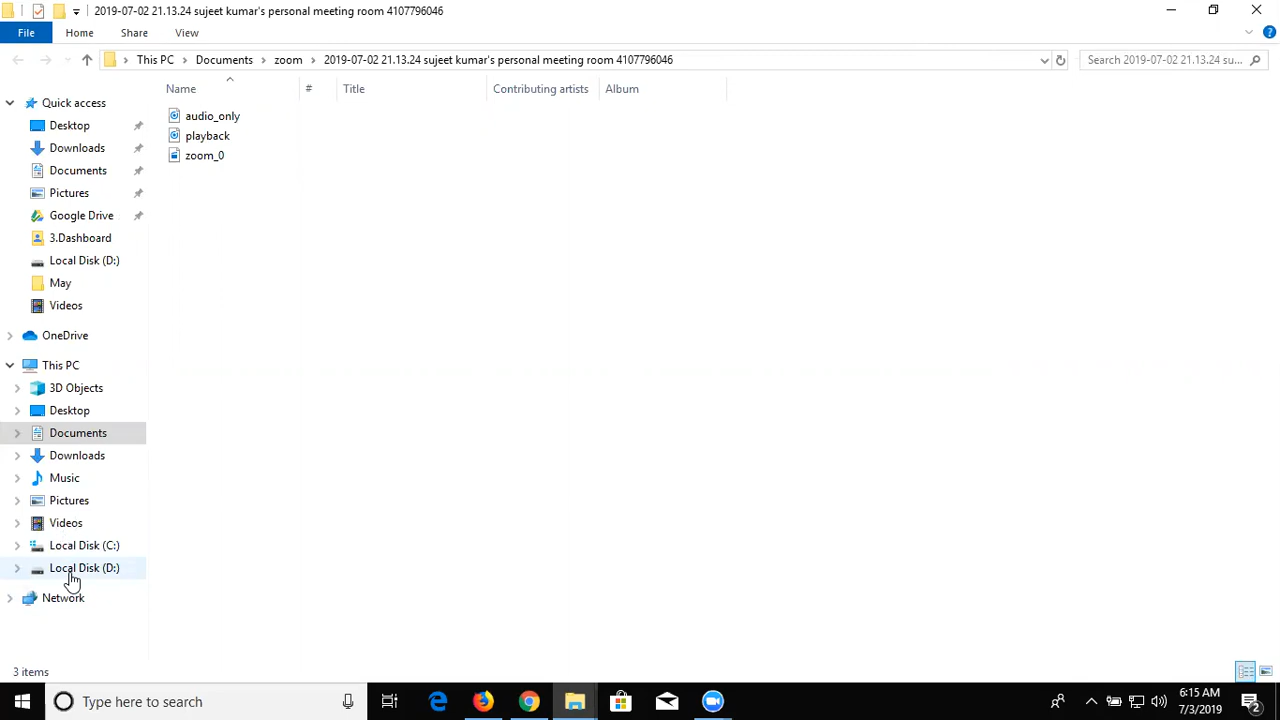 2019-07-02 21.13.24 sujeet kumar's personal meeting room 4107796046
File Home Share View
This PC Documents zoom 2019-07-02 21.13.24 sujeet kumar's personal meeting room 4107796046 Search 2019-07-02 21.13.24 su...
Name # Title Contributing artists Album
Quick access
Desktop
Downloads
Documents
Pictures
Google Drive
3.Dashboard
Local Disk (D:)
May
Videos
OneDrive
This PC
3D Objects
Desktop
Documents
Downloads
Music
Pictures
Videos
Local Disk (C:)
Local Disk (D:)
Network
audio_only
playback
zoom_0
3 items
Type here to search
6:15 AM
7/3/2019
2